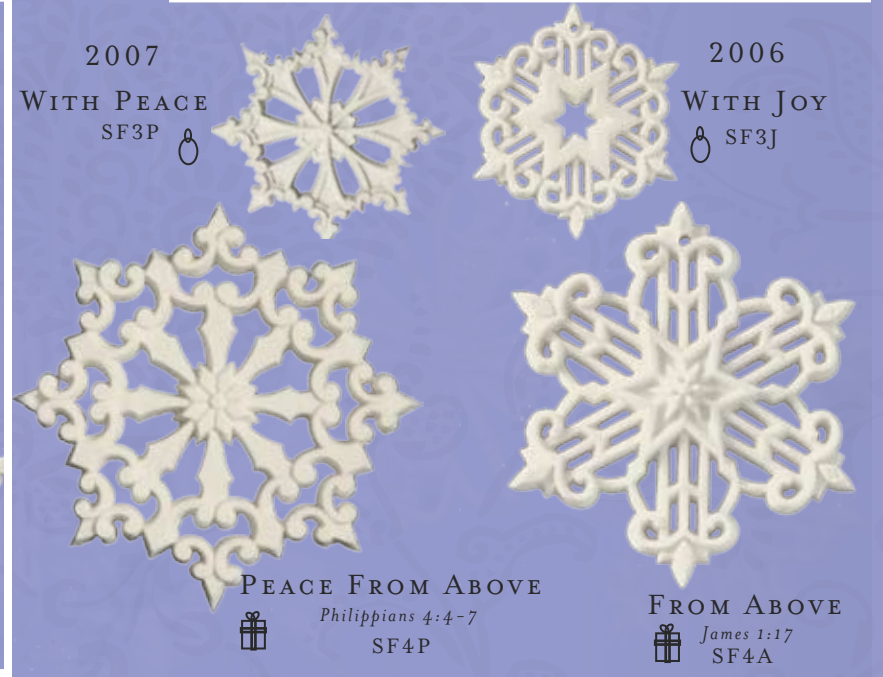 2007
With Peace
SF3P
2006
With Joy
SF3J
Peace From Above
Philippians 4:4–7
SF4P
From Above
James 1:17
SF4A